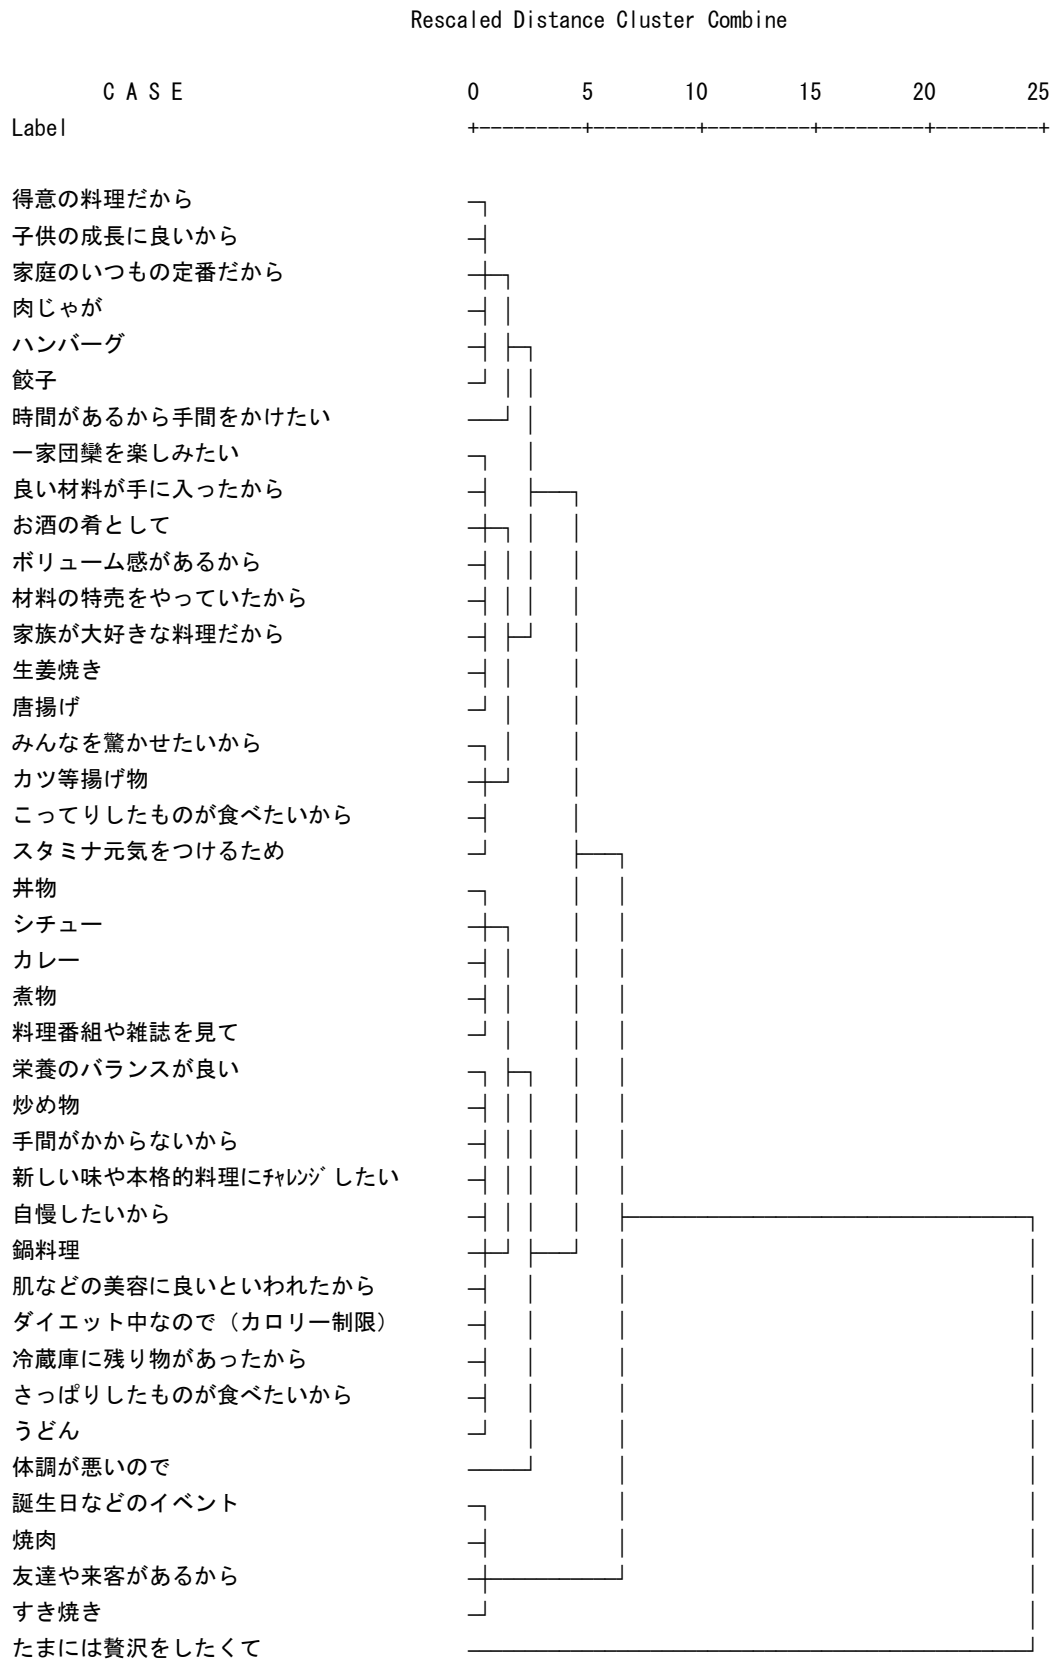 Rescaled Distance Cluster Combine
C A S E 0 5 10 15 20 25
Label +---------+---------+---------+---------+---------+
得意の料理だから
子供の成長に良いから
家庭のいつもの定番だから
肉じゃが
ハンバーグ
餃子
時間があるから手間をかけたい
一家団欒を楽しみたい
良い材料が手に入ったから
お酒の肴として
ボリューム感があるから
材料の特売をやっていたから
家族が大好きな料理だから
生姜焼き
唐揚げ
みんなを驚かせたいから
カツ等揚げ物
こってりしたものが食べたいから
スタミナ元気をつけるため
丼物
シチュー
カレー
煮物
料理番組や雑誌を見て
栄養のバランスが良い
炒め物
手間がかからないから
新しい味や本格的料理にﾁｬﾚﾝｼﾞしたい
自慢したいから
鍋料理
肌などの美容に良いといわれたから
ダイエット中なので（カロリー制限）
冷蔵庫に残り物があったから
さっぱりしたものが食べたいから
うどん
体調が悪いので
誕生日などのイベント
焼肉
友達や来客があるから
すき焼き
たまには贅沢をしたくて